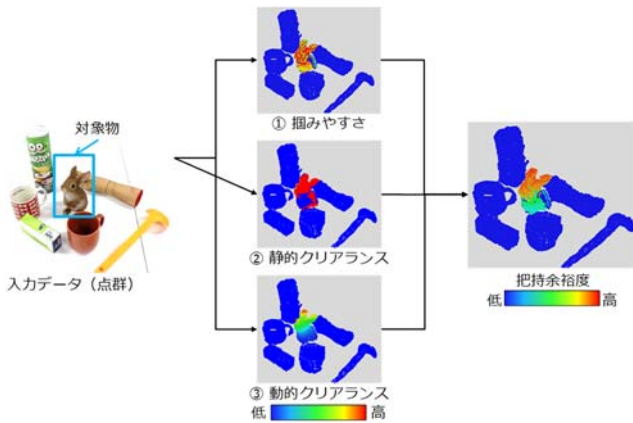 対象物
入力データ（点群）
① 掴みやすさ
② 静的クリアランス
③ 動的クリアランス
低 高
把持余裕度
低 高